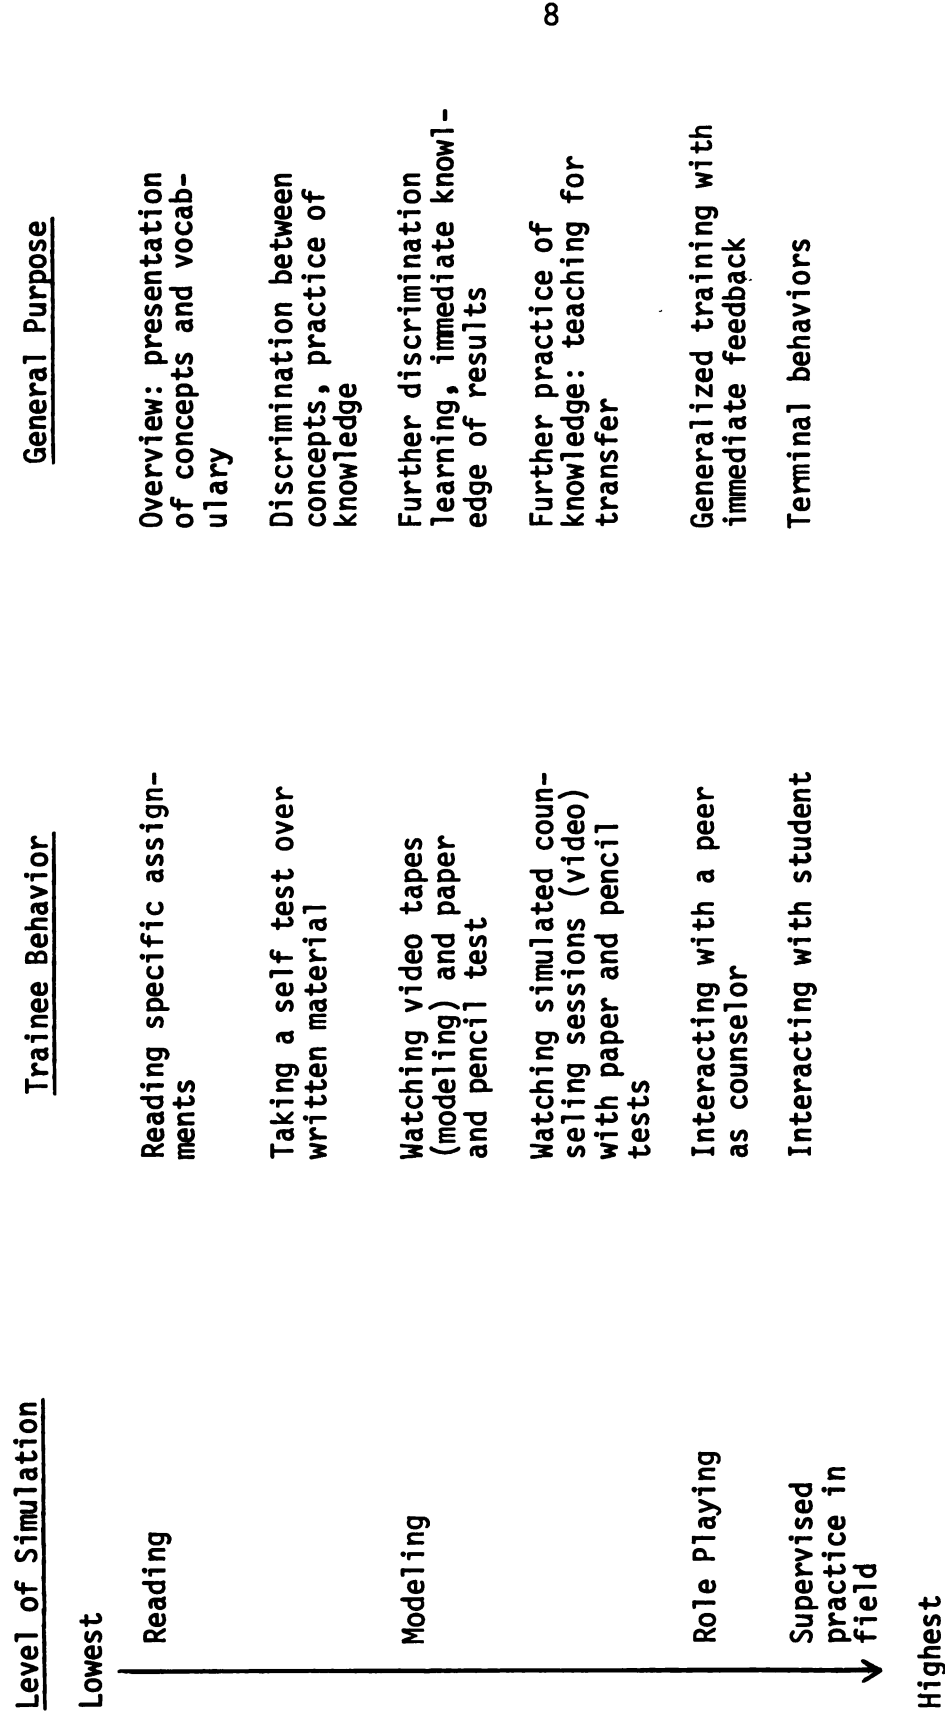 8
Level of Simulation
Trainee Behavior
General Purpose
Lowest
Reading
Reading specific assign-
ments
Overview: presentation
of concepts and vocab-
ulary
Taking a self test over
written material
Discrimination between
concepts, practice of
knowledge
Modeling
Watching video tapes
(modeling) and paper
and pencil test
Further discrimination
learning, immediate knowl-
edge of results
Watching simulated coun-
seling sessions (video)
with paper and pencil
tests
Further practice of
knowledge: teaching for
transfer
Role Playing
Interacting with a peer
as counselor
Generalized training with
immediate feedback
Supervised
practice in
field
Interacting with student
Terminal behaviors
Highest